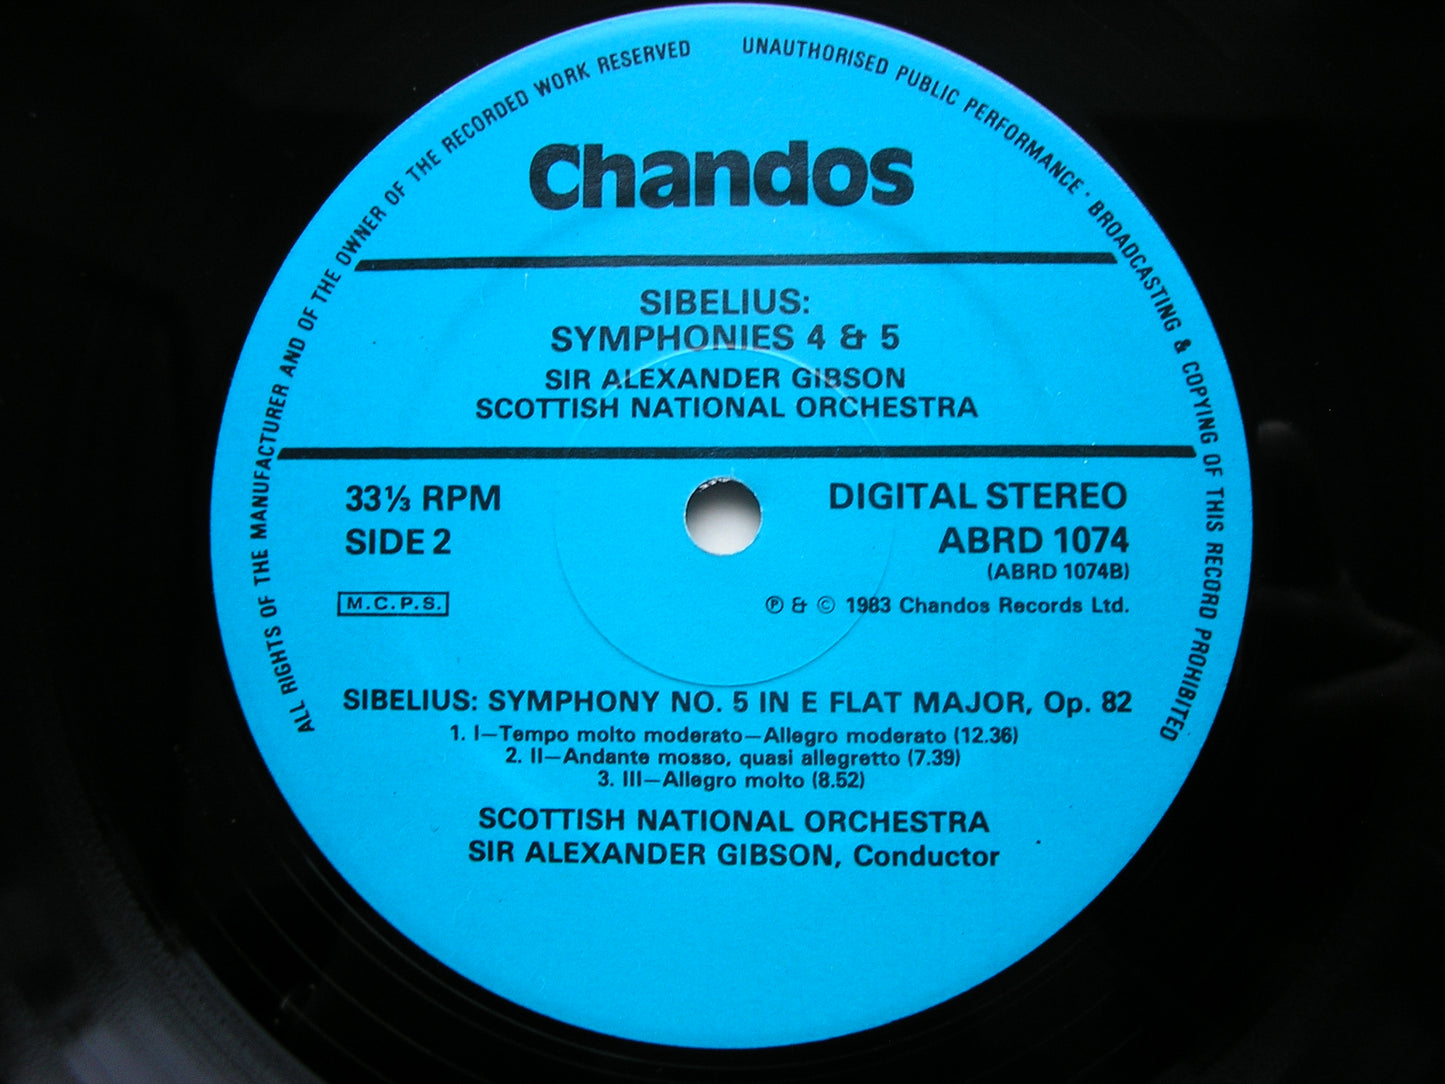 ALL RIGHTS OF THE MANUFACTURER AND OF THE OWNER OF THE RECORDED WORK RESERVED
UNAUTHORISED PUBLIC PERFORMANCE · BROADCASTING & COPYING OF THIS RECORD PROHIBITED
Chandos
SIBELIUS:
SYMPHONIES 4 & 5
SIR ALEXANDER GIBSON
SCOTTISH NATIONAL ORCHESTRA
33⅓ RPM
SIDE 2
M.C.P.S.
DIGITAL STEREO
ABRD 1074
(ABRD 1074B)
℗ & © 1983 Chandos Records Ltd.
SIBELIUS: SYMPHONY NO. 5 IN E FLAT MAJOR, Op. 82
1. I—Tempo molto moderato—Allegro moderato (12.36)
2. II—Andante mosso, quasi allegretto (7.39)
3. III—Allegro molto (8.52)
SCOTTISH NATIONAL ORCHESTRA
SIR ALEXANDER GIBSON, Conductor